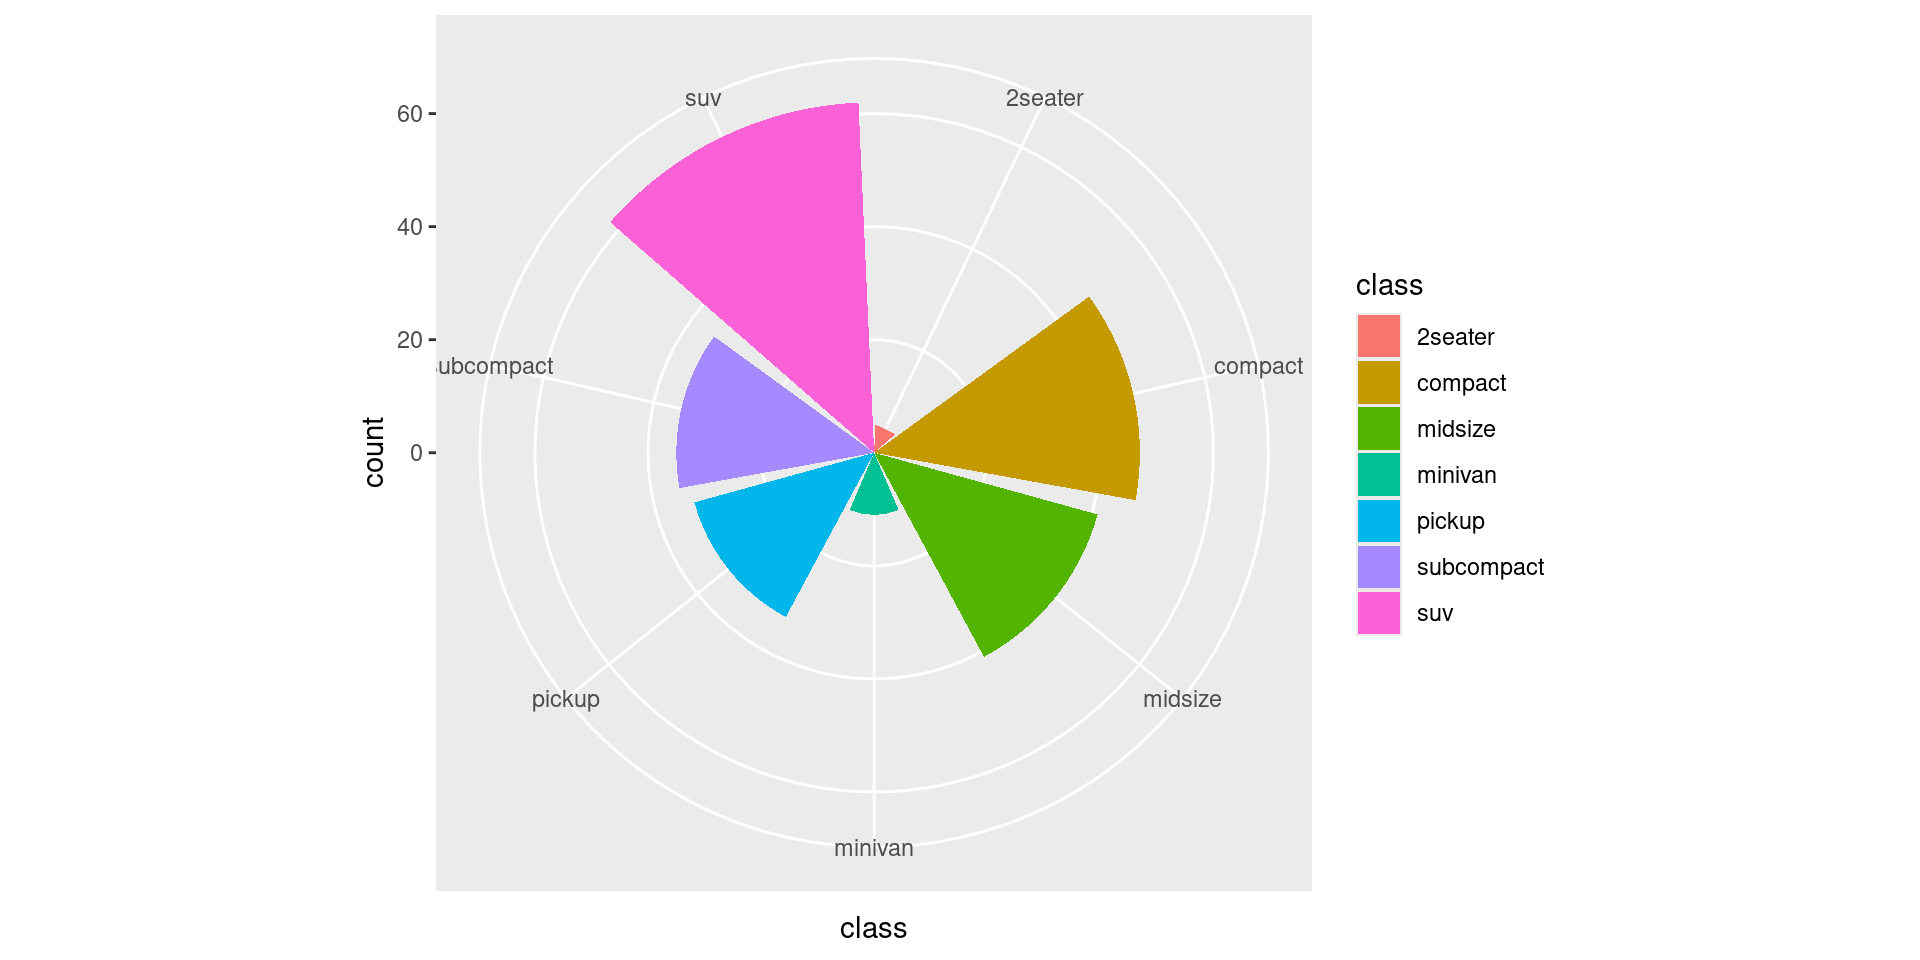 suv
2seater
60
40
20
0
subcompact
compact
pickup
midsize
minivan
count
class
class
2seater
compact
midsize
minivan
pickup
subcompact
suv